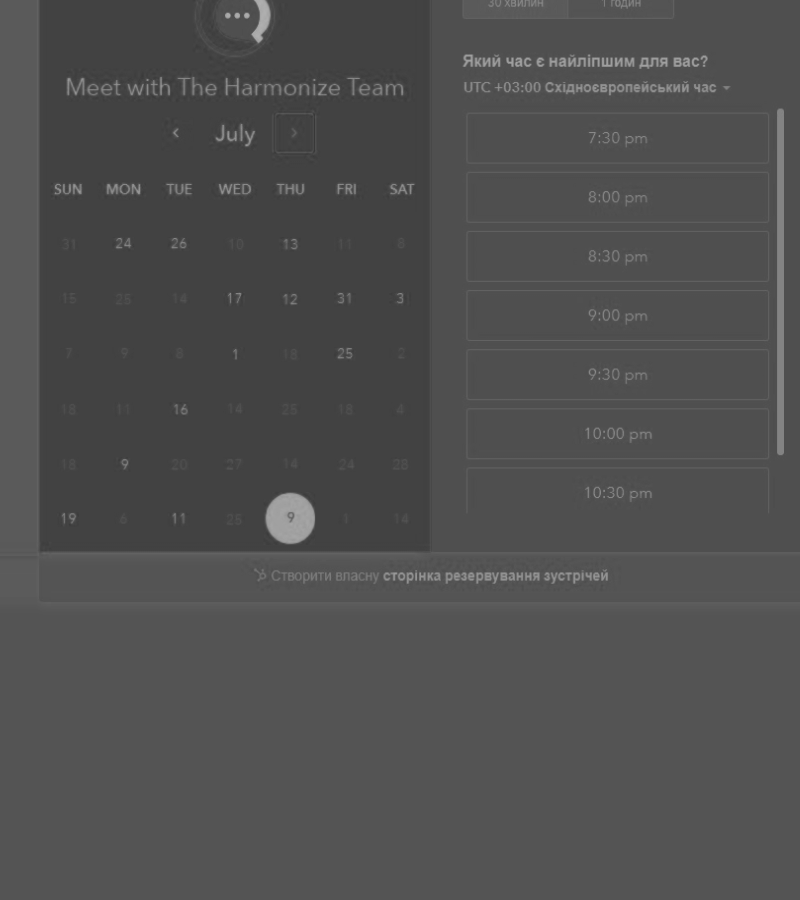 30 хвилин 1 годин
Meet with The Harmonize Team
July
SUN MON TUE WED THU FRI SAT
31 24 26 10 13 11 8
15 25 14 17 12 31 3
7 9 8 1 18 25 2
18 11 16 14 25 18 4
18 9 20 27 14 24 28
19 6 11 25 9 1 14
Який час є найліпшим для вас?
UTC +03:00 Східноєвропейський час
7:30 pm
8:00 pm
8:30 pm
9:00 pm
9:30 pm
10:00 pm
10:30 pm
Створити власну сторінка резервування зустрічей